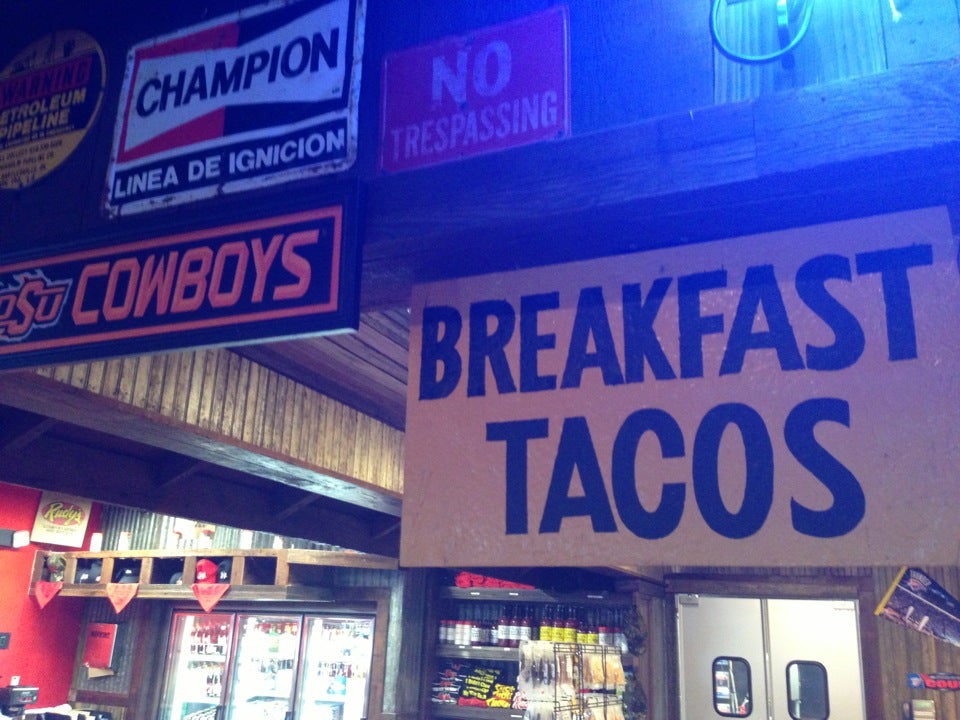 WARNING
PETROLEUM
PIPELINE
CHAMPION
LINEA DE IGNICION
NO
TRESPASSING
OSU COWBOYS
BREAKFAST
TACOS
Rudy's